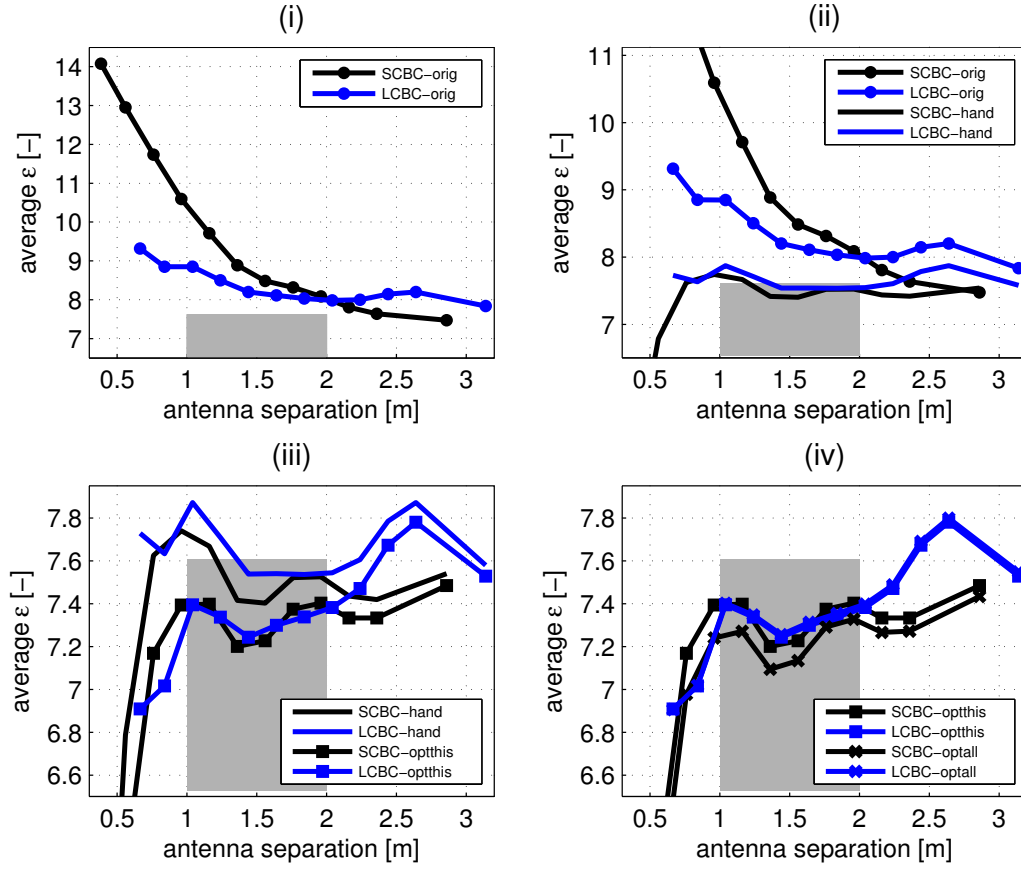 (i)
14
13
12
11
10
9
8
7
average ε [−]
SCBC−orig
LCBC−orig
0.5 1 1.5 2 2.5 3
antenna separation [m]
(ii)
11
10
9
8
7
average ε [−]
SCBC−orig
LCBC−orig
SCBC−hand
LCBC−hand
0.5 1 1.5 2 2.5 3
antenna separation [m]
(iii)
7.8
7.6
7.4
7.2
7
6.8
6.6
average ε [−]
SCBC−hand
LCBC−hand
SCBC−optthis
LCBC−optthis
0.5 1 1.5 2 2.5 3
antenna separation [m]
(iv)
7.8
7.6
7.4
7.2
7
6.8
6.6
average ε [−]
SCBC−optthis
LCBC−optthis
SCBC−optall
LCBC−optall
0.5 1 1.5 2 2.5 3
antenna separation [m]